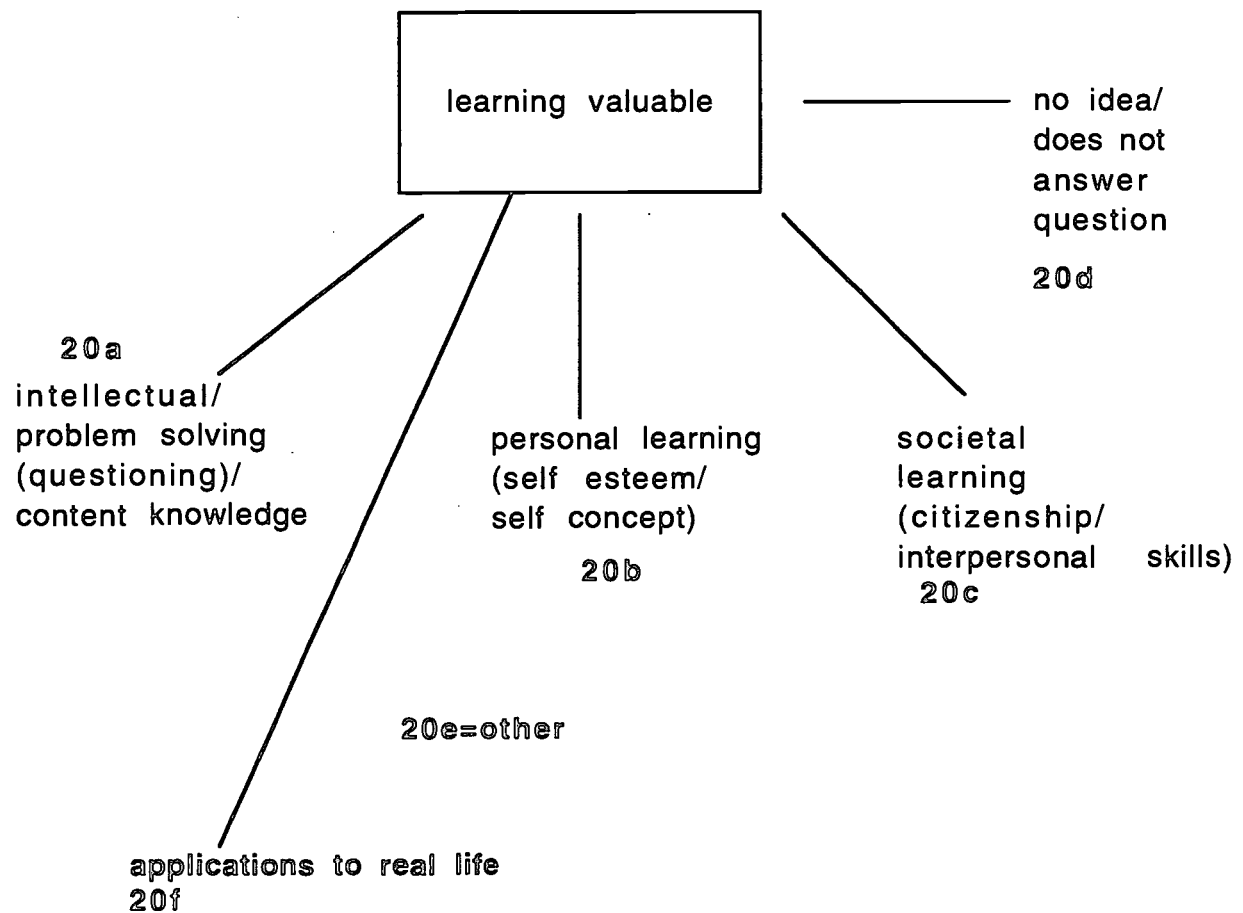 learning valuable
no idea/
does not
answer
question
20d
20a
intellectual/
problem solving
(questioning)/
content knowledge
personal learning
(self esteem/
self concept)
20b
societal
learning
(citizenship/
interpersonal skills)
20c
20e=other
applications to real life
20f